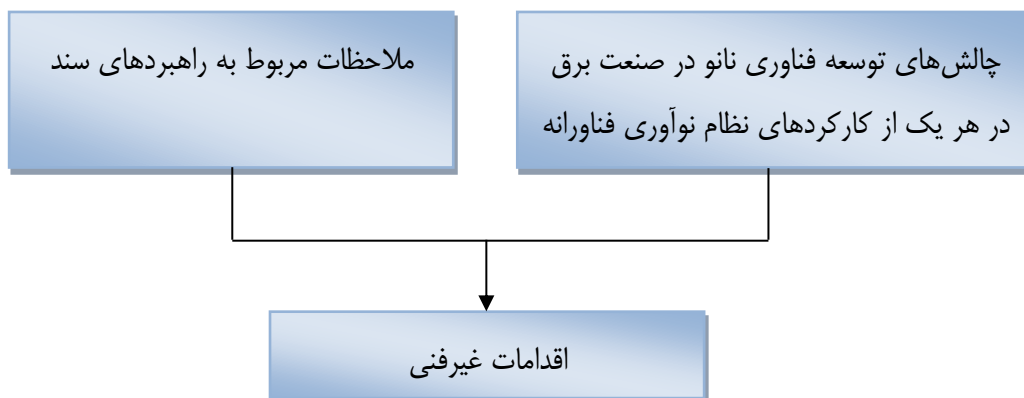 چالش‌های توسعه فناوری نانو در صنعت برق
در هر یک از کارکردهای نظام نوآوری فناورانه
ملاحظات مربوط به راهبردهای سند
اقدامات غیرفنی